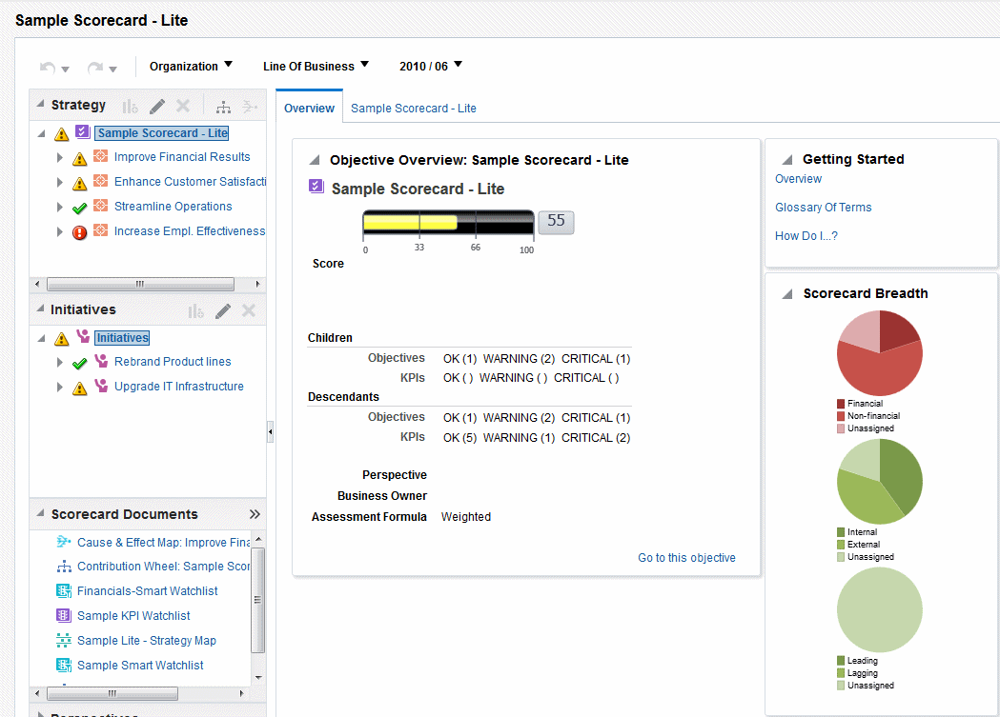 Sample Scorecard - Lite
Organization
Line Of Business
2010 / 06
Strategy
Sample Scorecard - Lite
Improve Financial Results
Enhance Customer Satisfacti
Streamline Operations
Increase Empl. Effectiveness
Initiatives
Initiatives
Rebrand Product lines
Upgrade IT Infrastructure
Scorecard Documents
Cause & Effect Map: Improve Fina
Contribution Wheel: Sample Scor
Financials-Smart Watchlist
Sample KPI Watchlist
Sample Lite - Strategy Map
Sample Smart Watchlist
Perspectives
Overview
Sample Scorecard - Lite
Objective Overview: Sample Scorecard - Lite
Sample Scorecard - Lite
55
0 33 66 100
Score
Children
Objectives OK (1) WARNING (2) CRITICAL (1)
KPIs OK ( ) WARNING ( ) CRITICAL ( )
Descendants
Objectives OK (1) WARNING (2) CRITICAL (1)
KPIs OK (5) WARNING (1) CRITICAL (2)
Perspective
Business Owner
Assessment Formula Weighted
Go to this objective
Getting Started
Overview
Glossary Of Terms
How Do I...?
Scorecard Breadth
Financial
Non-financial
Unassigned
Internal
External
Unassigned
Leading
Lagging
Unassigned